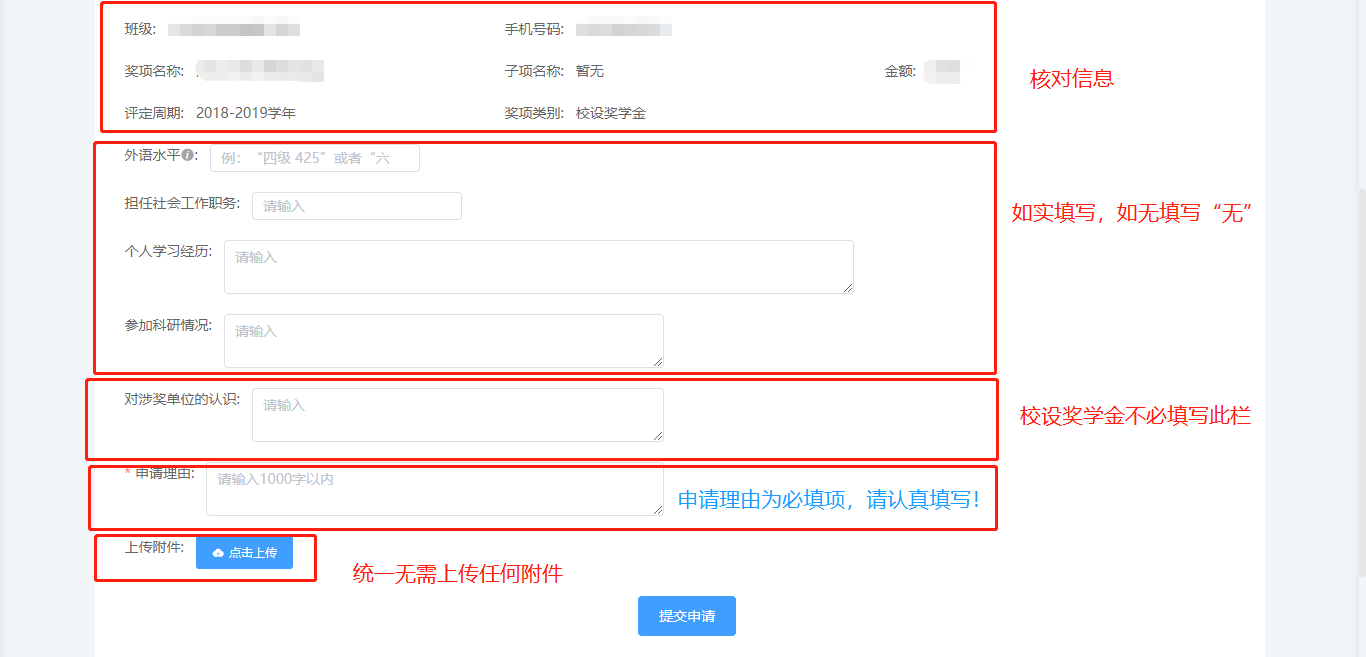 班级: 手机号码:
奖项名称: 子项名称: 暂无 金额:
核对信息
评定周期: 2018-2019学年 奖项类别: 校设奖学金
外语水平 i: 例: “四级 425”或者“六
担任社会工作职务: 请输入
如实填写，如无填写“无”
个人学习经历: 请输入
参加科研情况: 请输入
对涉奖单位的认识: 请输入
校设奖学金不必填写此栏
* 申请理由: 请输入1000字以内
申请理由为必填项，请认真填写！
上传附件: 点击上传
统一无需上传任何附件
提交申请